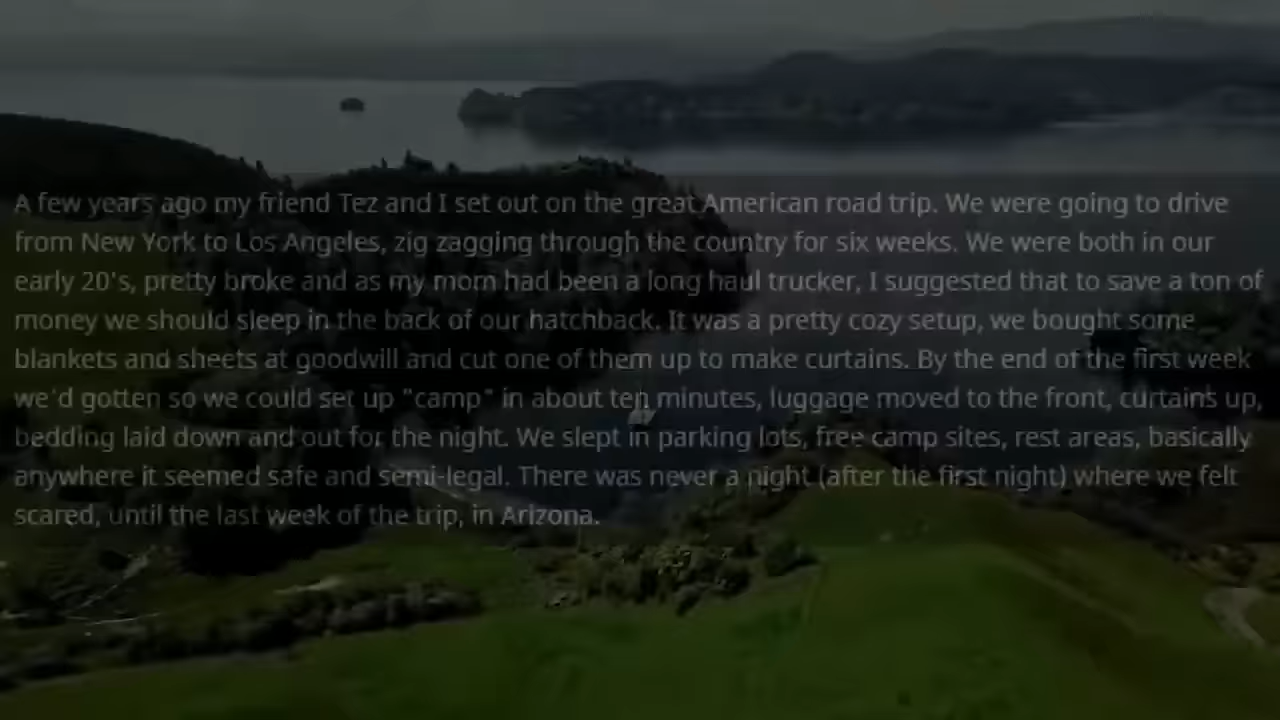 A few years ago my friend Tez and I set out on the great American road trip. We were going to drive
from New York to Los Angeles, zig zagging through the country for six weeks. We were both in our
early 20's, pretty broke and as my mom had been a long haul trucker, I suggested that to save a ton of
money we should sleep in the back of our hatchback. It was a pretty cozy setup, we bought some
blankets and sheets at goodwill and cut one of them up to make curtains. By the end of the first week
we'd gotten so we could set up "camp" in about ten minutes, luggage moved to the front, curtains up,
bedding laid down and out for the night. We slept in parking lots, free camp sites, rest areas, basically
anywhere it seemed safe and semi-legal. There was never a night (after the first night) where we felt
scared, until the last week of the trip, in Arizona.